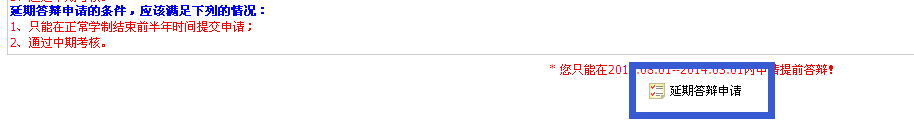 延期答辩申请的条件，应该满足下列的情况：
1、只能在正常学制结束前半年时间提交申请；
2、通过中期考核。
* 您只能在201 .08.01--2014.03.01内申请提前答辩！
延期答辩申请